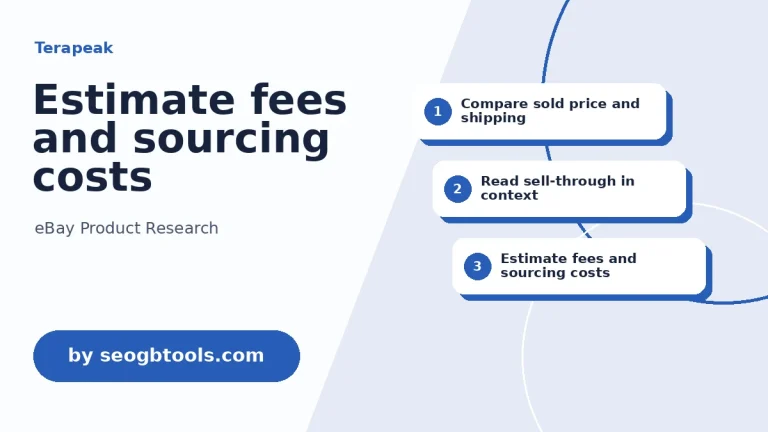 Terapeak
Estimate fees
and sourcing
costs
eBay Product Research
by seogbtools.com
1
Compare sold price and
shipping
2
Read sell-through in
context
3
Estimate fees and
sourcing costs